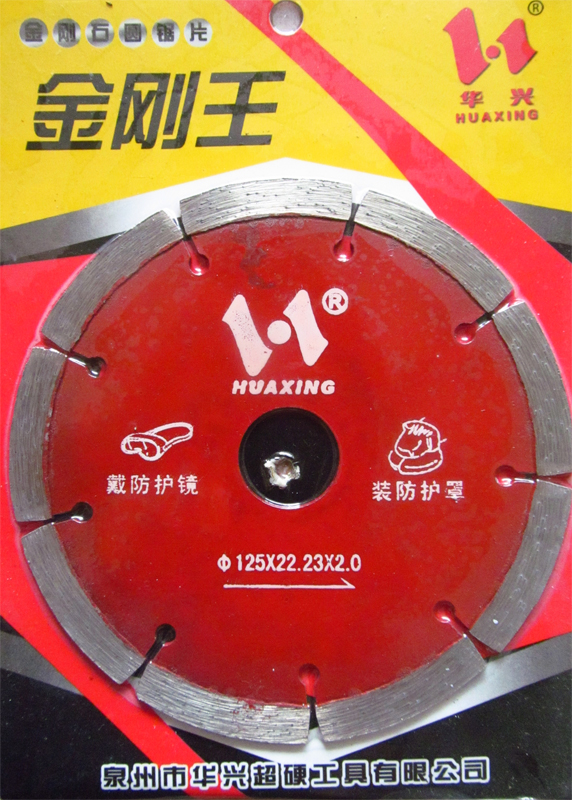 金刚石圆锯片
金刚王
®
华兴
HUAXING
®
HUAXING
戴防护镜
装防护罩
Φ125X22.23X2.0
泉州市华兴超硬工具有限公司